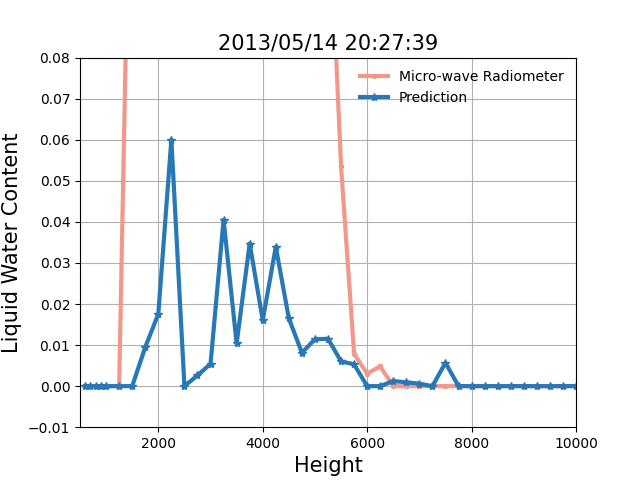 2013/05/14 20:27:39
0.08
0.07
0.06
0.05
0.04
0.03
0.02
0.01
0.00
−0.01
Liquid Water Content
Micro-wave Radiometer
Prediction
2000 4000 6000 8000 10000
Height